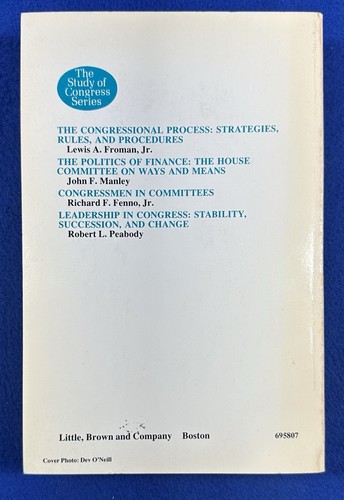 The
Study of
Congress
Series
THE CONGRESSIONAL PROCESS: STRATEGIES,
RULES, AND PROCEDURES
Lewis A. Froman, Jr.
THE POLITICS OF FINANCE: THE HOUSE
COMMITTEE ON WAYS AND MEANS
John F. Manley
CONGRESSMEN IN COMMITTEES
Richard F. Fenno, Jr.
LEADERSHIP IN CONGRESS: STABILITY,
SUCCESSION, AND CHANGE
Robert L. Peabody
Little, Brown and Company Boston 695807
Cover Photo: Dev O'Neill